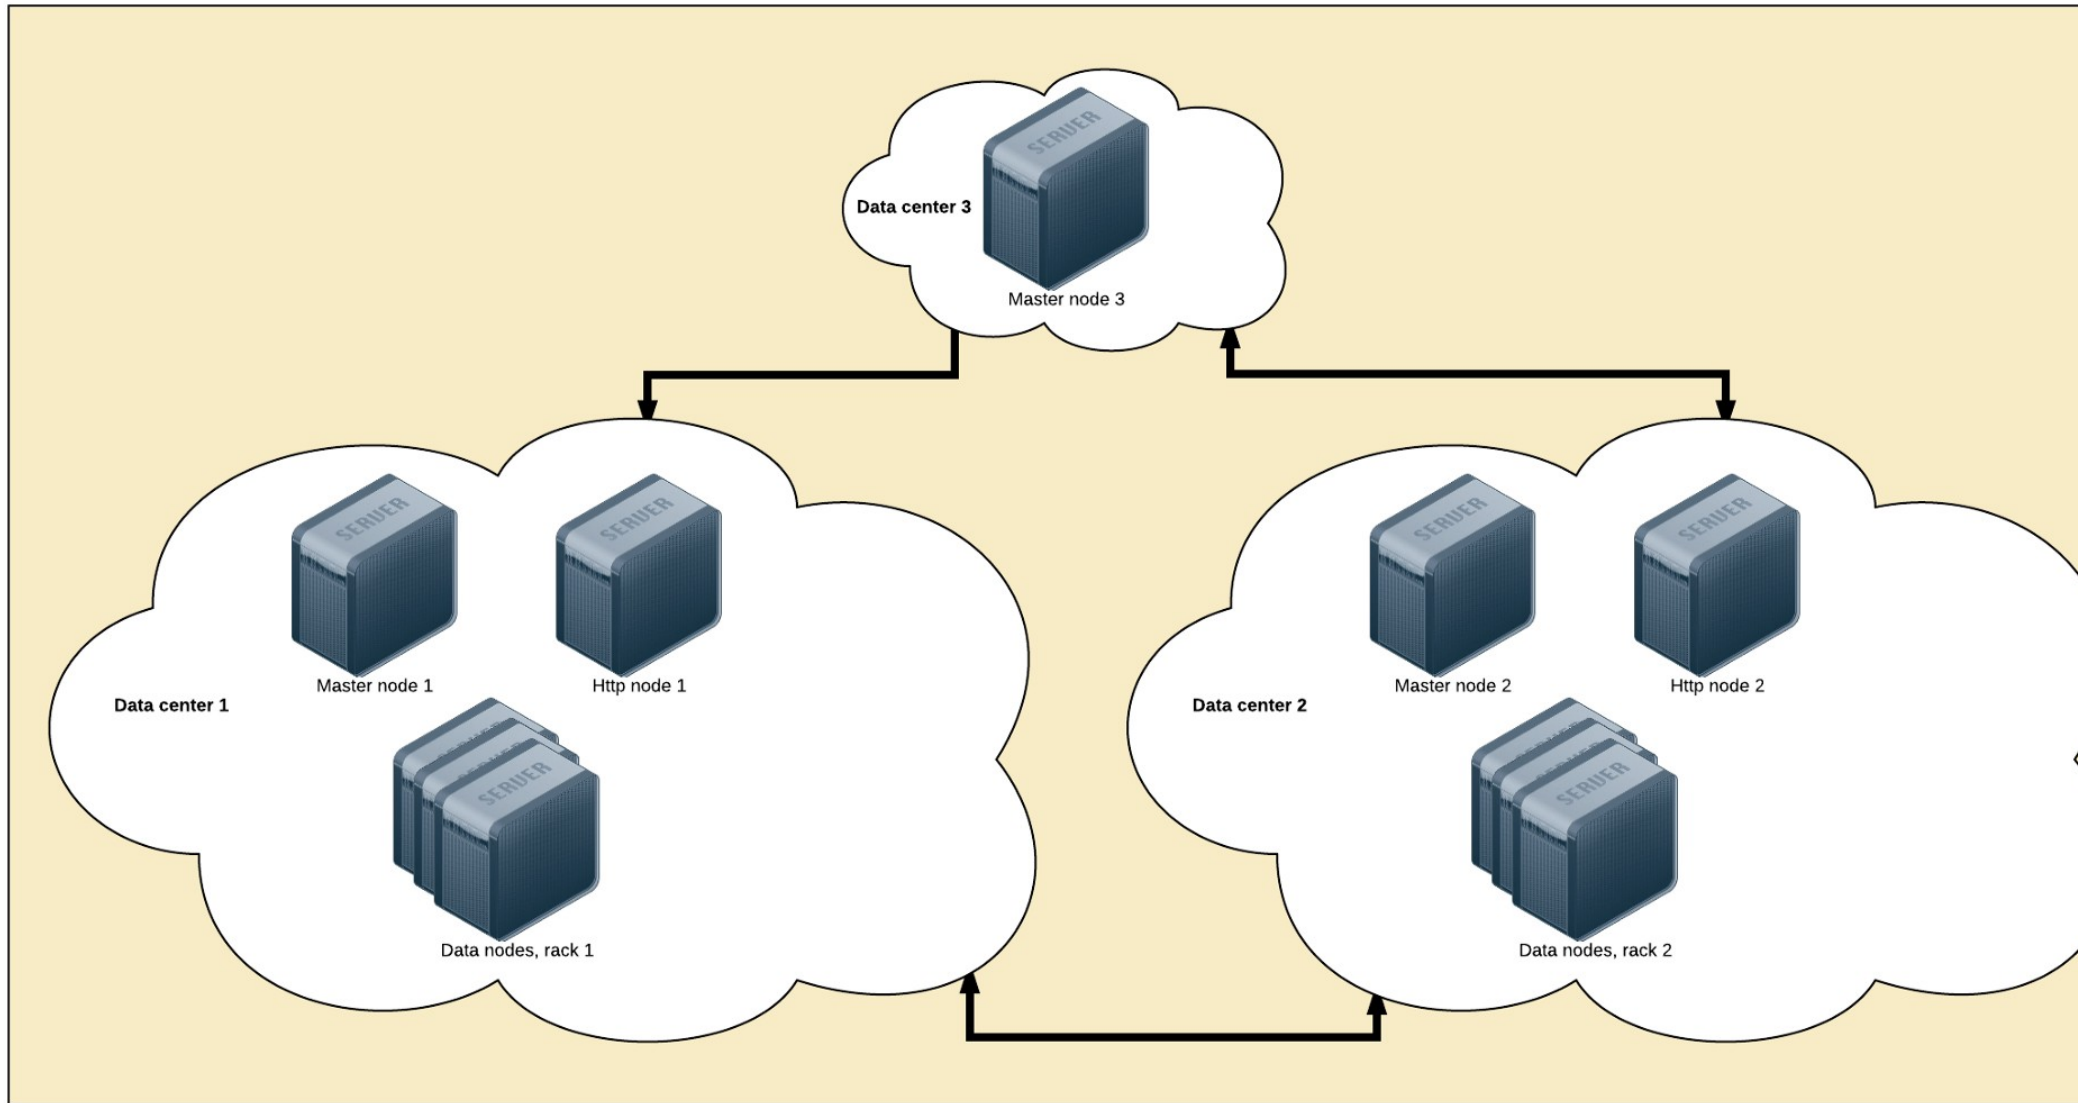 SERVER
Data center 3
Master node 3
SERVER
SERVER
Master node 1
Http node 1
Data center 1
SERVER
Data nodes, rack 1
SERVER
SERVER
Master node 2
Http node 2
Data center 2
SERVER
Data nodes, rack 2